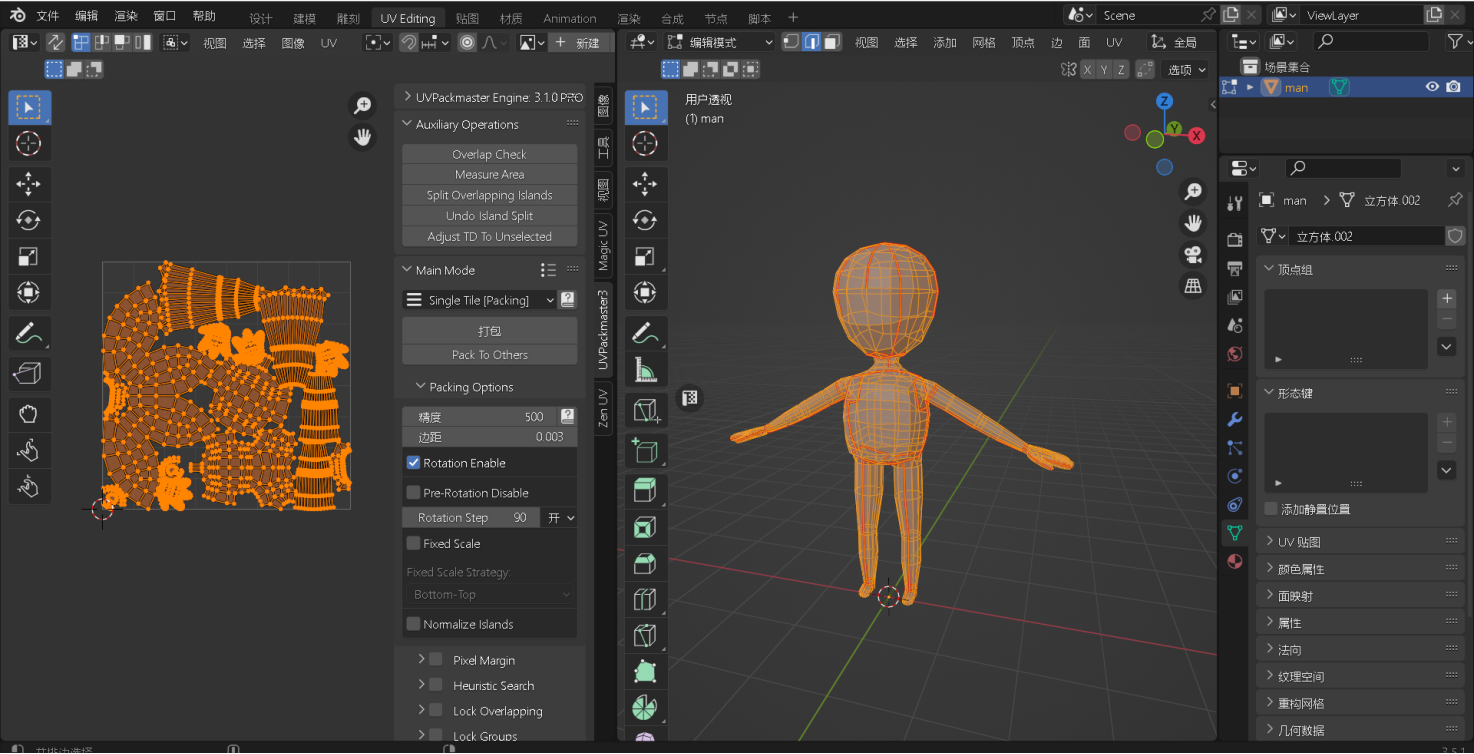 文件 编辑 渲染 窗口 帮助 设计 建模 雕刻 UV Editing 贴图 材质 Animation 渲染 合成 节点 脚本 + Scene ViewLayer
视图 选择 图像 UV + 新建
编辑模式 视图 选择 添加 网格 顶点 边 面 UV 全局
X Y Z 选项
UVPackmaster Engine: 3.1.0 PRO
Auxiliary Operations
Overlap Check
Measure Area
Split Overlapping Islands
Undo Island Split
Adjust TD To Unselected
Main Mode
Single Tile [Packing]
打包
Pack To Others
Packing Options
精度 500
边距 0.003
Rotation Enable
Pre-Rotation Disable
Rotation Step 90 开
Fixed Scale
Fixed Scale Strategy:
Bottom-Top
Normalize Islands
Pixel Margin
Heuristic Search
Lock Overlapping
Lock Groups
图像
工具
视图
Magic UV
UVPackmaster3
Zen UV
用户透视
(1) man
Z
Y
X
场景集合
man
man 立方体.002
立方体.002
顶点组
形态键
添加静置位置
UV 贴图
颜色属性
面映射
属性
法向
纹理空间
重构网格
几何数据
3.5.1